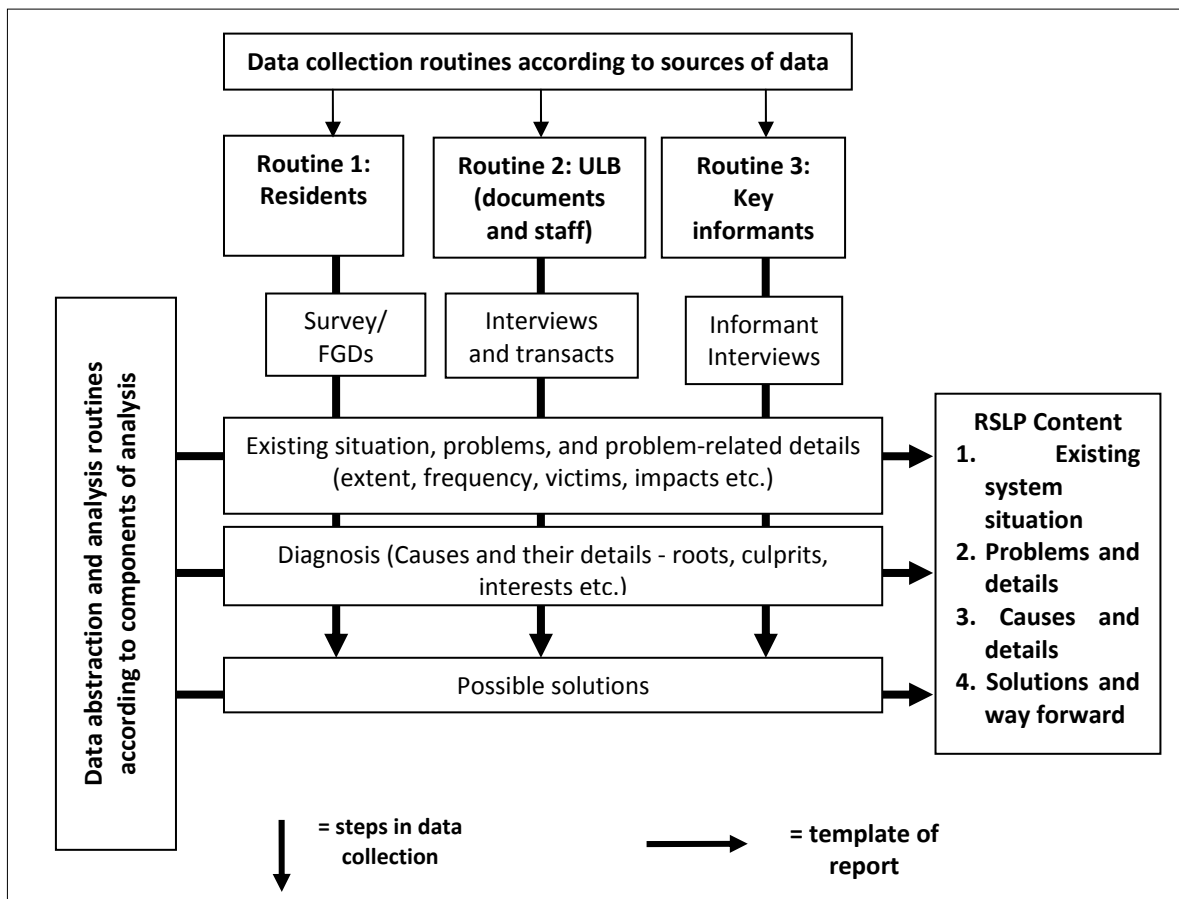 Data collection routines according to sources of data
Routine 1:
Residents
Routine 2: ULB
(documents
and staff)
Routine 3:
Key
informants
Survey/
FGDs
Interviews
and transacts
Informant
Interviews
Data abstraction and analysis routines
according to components of analysis
Existing situation, problems, and problem-related details
(extent, frequency, victims, impacts etc.)
Diagnosis (Causes and their details - roots, culprits,
interests etc.)
Possible solutions
RSLP Content
1. Existing
system
situation
2. Problems and
details
3. Causes and
details
4. Solutions and
way forward
= steps in data
collection
= template of
report